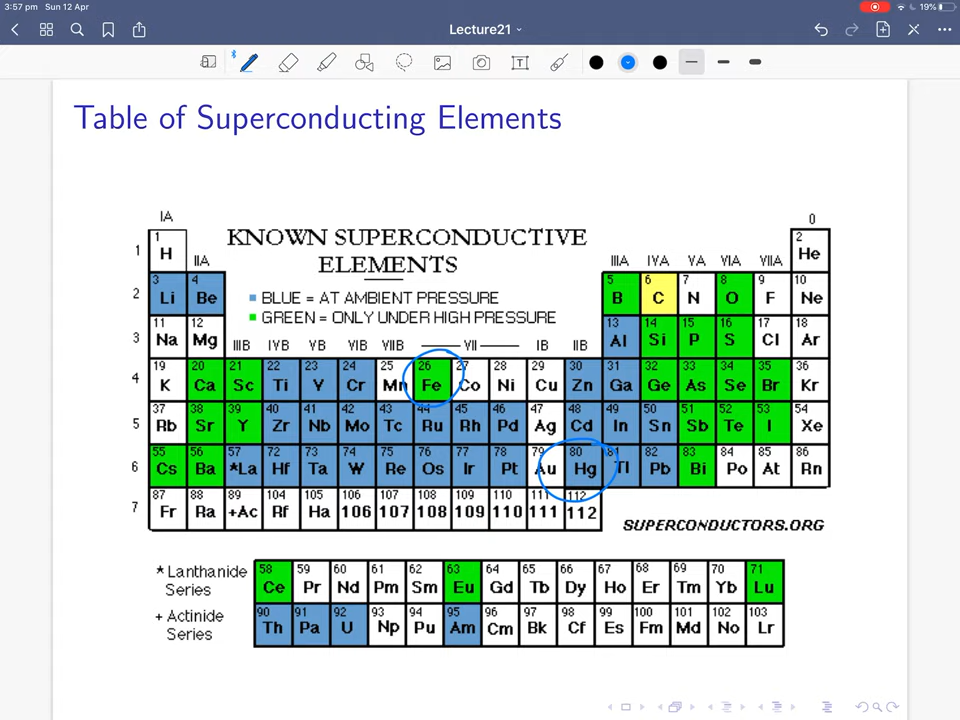 3:57 pm Sun 12 Apr 19%
Lecture21
Table of Superconducting Elements
KNOWN SUPERCONDUCTIVE
ELEMENTS
BLUE = AT AMBIENT PRESSURE
GREEN = ONLY UNDER HIGH PRESSURE
IA 0
1 1 H 2 He
IIA IIIA IVA VA VIA VIIA
2 3 Li 4 Be 5 B 6 C 7 N 8 O 9 F 10 Ne
3 11 Na 12 Mg 13 Al 14 Si 15 P 16 S 17 Cl 18 Ar
IIIB IVB VB VIB VIIB VII IB IIB
4 19 K 20 Ca 21 Sc 22 Ti 23 V 24 Cr 25 Mn 26 Fe 27 Co 28 Ni 29 Cu 30 Zn 31 Ga 32 Ge 33 As 34 Se 35 Br 36 Kr
5 37 Rb 38 Sr 39 Y 40 Zr 41 Nb 42 Mo 43 Tc 44 Ru 45 Rh 46 Pd 47 Ag 48 Cd 49 In 50 Sn 51 Sb 52 Te 53 I 54 Xe
6 55 Cs 56 Ba 57 *La 72 Hf 73 Ta 74 W 75 Re 76 Os 77 Ir 78 Pt 79 Au 80 Hg 81 Tl 82 Pb 83 Bi 84 Po 85 At 86 Rn
7 87 Fr 88 Ra 89 +Ac 104 Rf 105 Ha 106 106 107 107 108 108 109 109 110 110 111 111 112 112
SUPERCONDUCTORS.ORG
* Lanthanide
Series
58 Ce 59 Pr 60 Nd 61 Pm 62 Sm 63 Eu 64 Gd 65 Tb 66 Dy 67 Ho 68 Er 69 Tm 70 Yb 71 Lu
+ Actinide
Series
90 Th 91 Pa 92 U 93 Np 94 Pu 95 Am 96 Cm 97 Bk 98 Cf 99 Es 100 Fm 101 Md 102 No 103 Lr